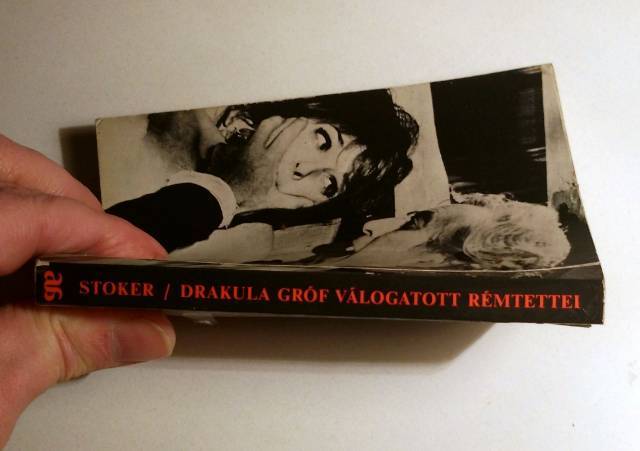 STOKER / DRAKULA GRÓF VÁLOGATOTT RÉMTETTEI